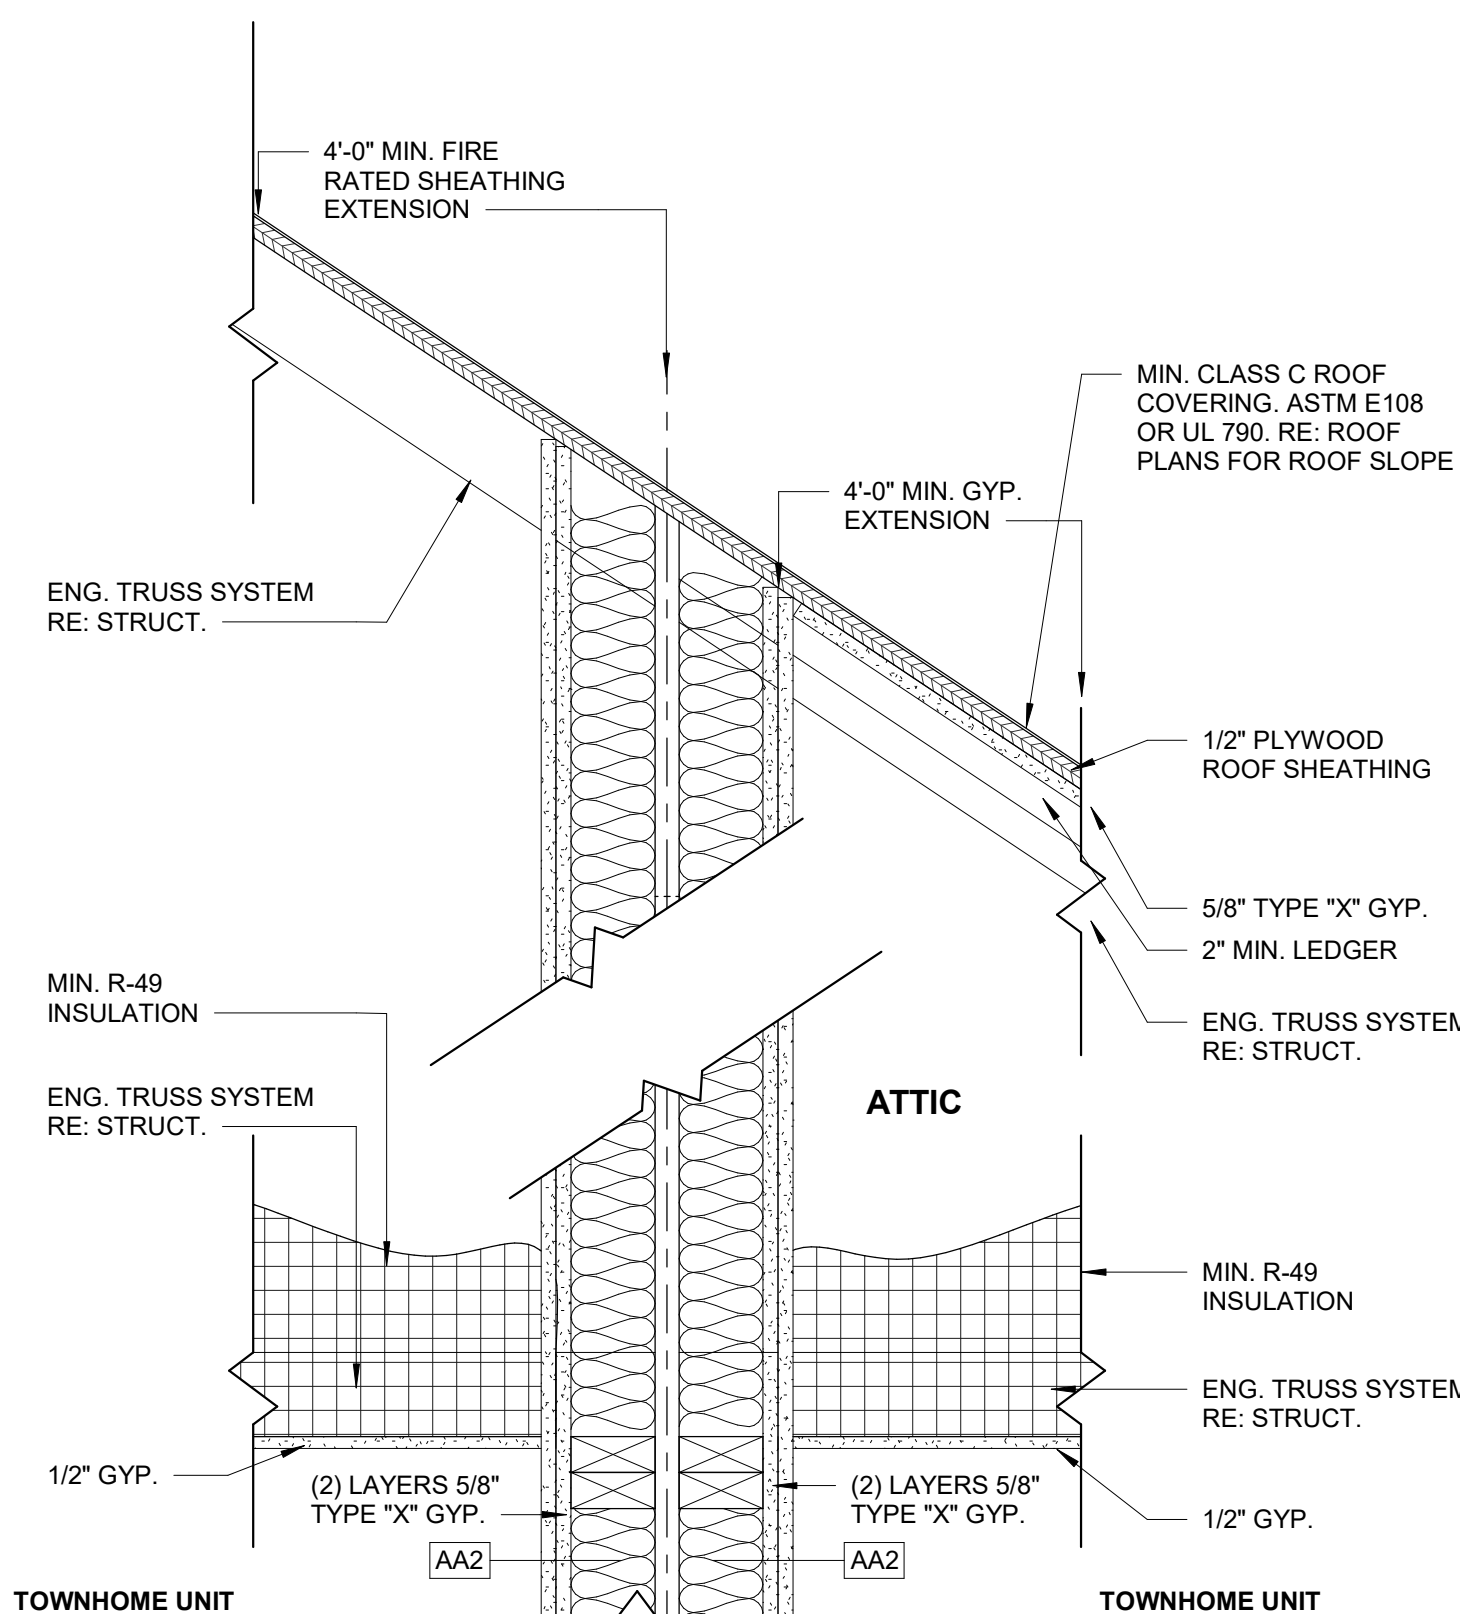 4'-0" MIN. FIRE
RATED SHEATHING
EXTENSION
MIN. CLASS C ROOF
COVERING. ASTM E108
OR UL 790. RE: ROOF
PLANS FOR ROOF SLOPE
4'-0" MIN. GYP.
EXTENSION
ENG. TRUSS SYSTEM
RE: STRUCT.
1/2" PLYWOOD
ROOF SHEATHING
5/8" TYPE "X" GYP.
2" MIN. LEDGER
MIN. R-49
INSULATION
ENG. TRUSS SYSTEM
RE: STRUCT.
ENG. TRUSS SYSTEM
RE: STRUCT.
ATTIC
MIN. R-49
INSULATION
ENG. TRUSS SYSTEM
RE: STRUCT.
1/2" GYP.
(2) LAYERS 5/8"
TYPE "X" GYP.
(2) LAYERS 5/8"
TYPE "X" GYP.
1/2" GYP.
AA2
AA2
TOWNHOME UNIT
TOWNHOME UNIT